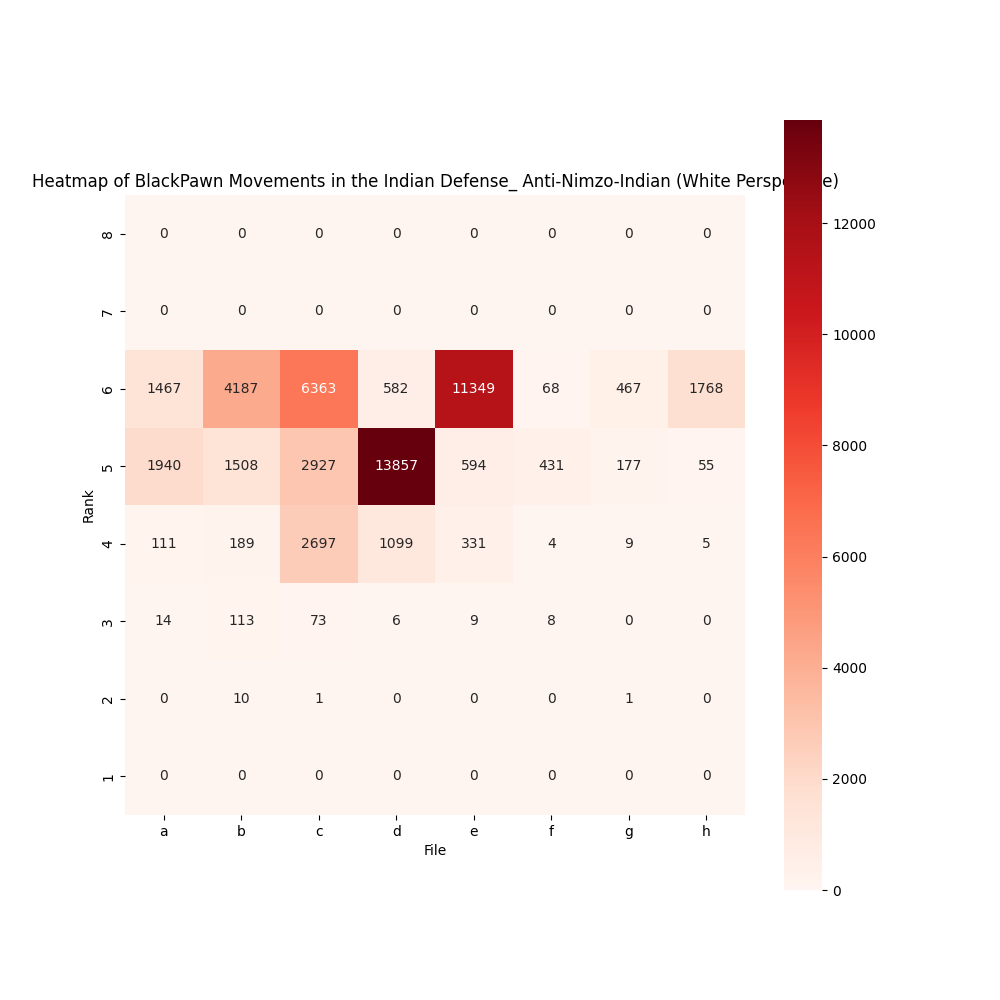 Heatmap of BlackPawn Movements in the Indian Defense_ Anti-Nimzo-Indian (White Persp e)
8 0 0 0 0 0 0 0 0
7 0 0 0 0 0 0 0 0
6 1467 4187 6363 582 11349 68 467 1768
5 1940 1508 2927 13857 594 431 177 55
4 111 189 2697 1099 331 4 9 5
3 14 113 73 6 9 8 0 0
2 0 10 1 0 0 0 1 0
1 0 0 0 0 0 0 0 0
a b c d e f g h
Rank
File
12000
10000
8000
6000
4000
2000
0